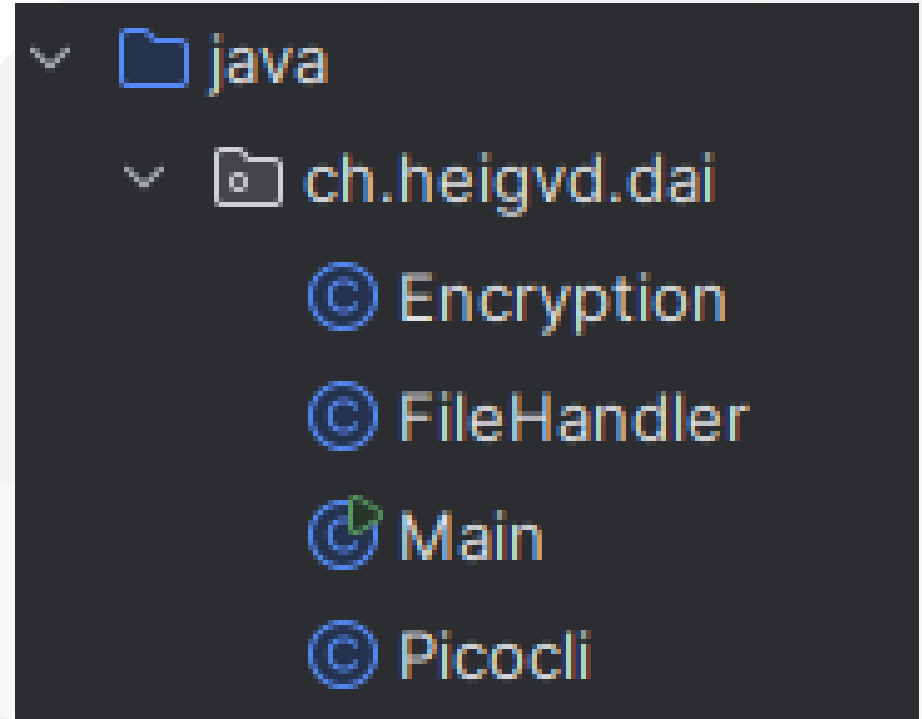 java
ch.heigvd.dai
Encryption
FileHandler
Main
Picocli